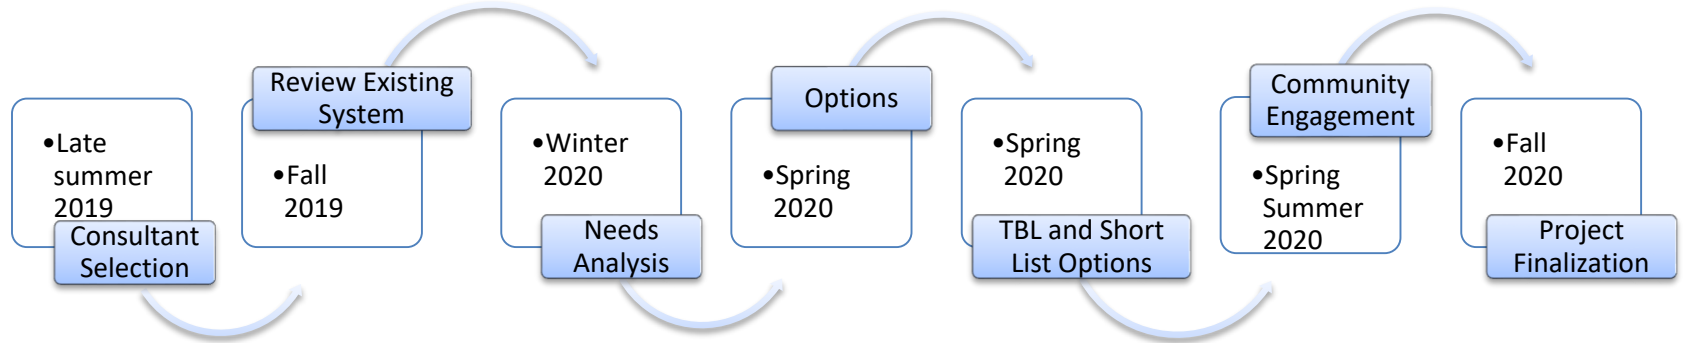 •Late
summer
2019
Consultant
Selection
Review Existing
System
•Fall
2019
•Winter
2020
Needs
Analysis
Options
•Spring
2020
•Spring
2020
TBL and Short
List Options
Community
Engagement
•Spring
Summer
2020
•Fall
2020
Project
Finalization